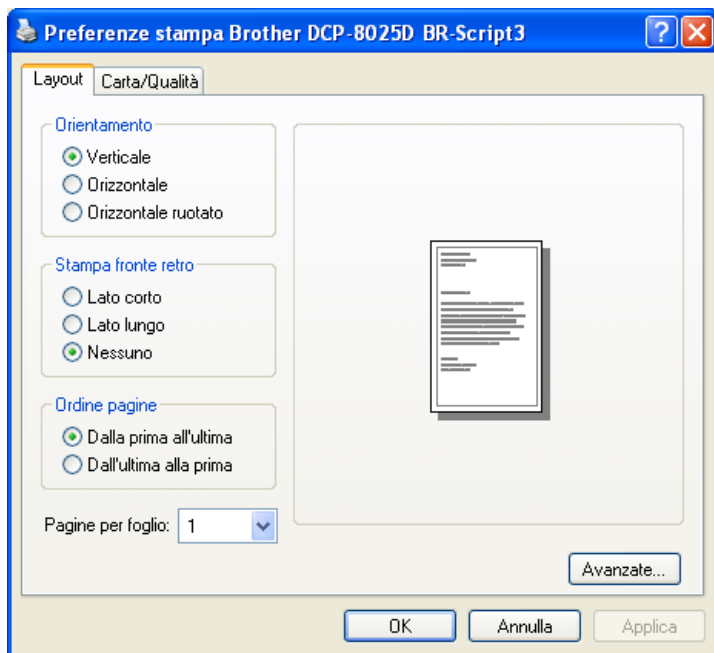 Preferenze stampa Brother DCP-8025D BR-Script3
Layout
Carta/Qualità
Orientamento
Verticale
Orizzontale
Orizzontale ruotato
Stampa fronte retro
Lato corto
Lato lungo
Nessuno
Ordine pagine
Dalla prima all'ultima
Dall'ultima alla prima
Pagine per foglio: 1
Avanzate...
OK
Annulla
Applica